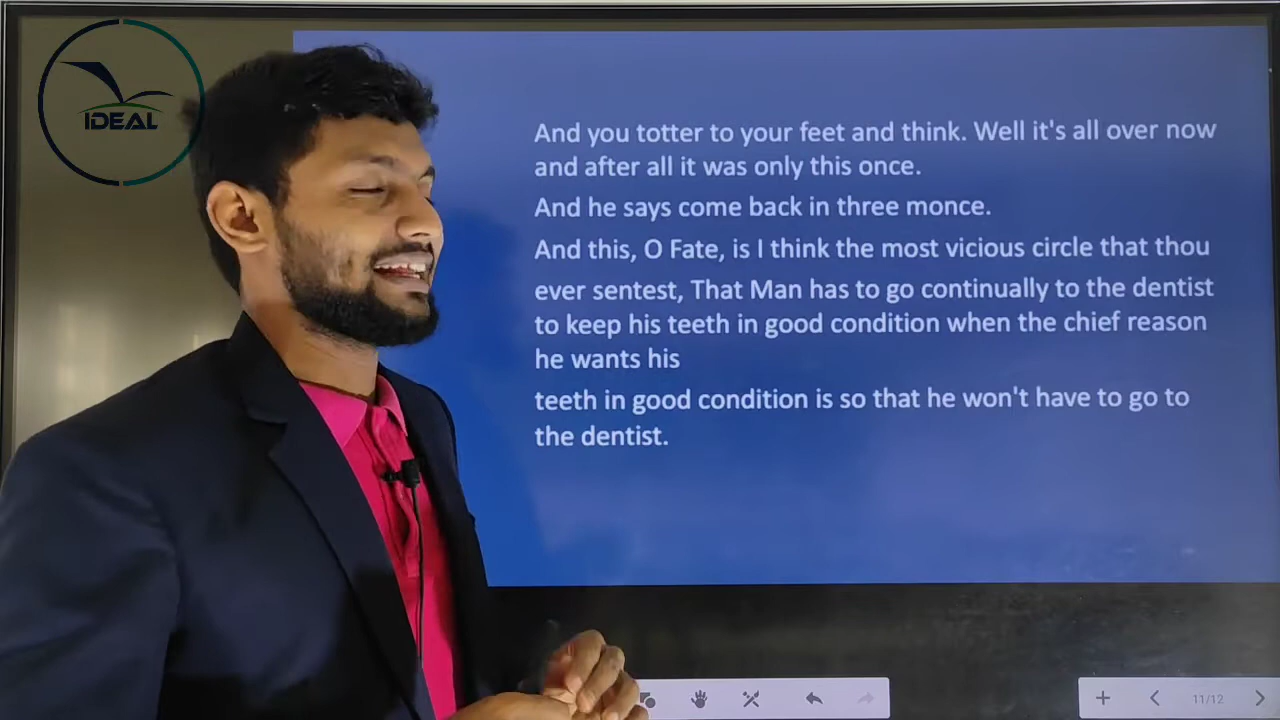 IDEAL
And you totter to your feet and think. Well it's all over now
and after all it was only this once.
And he says come back in three monce.
And this, O Fate, is I think the most vicious circle that thou
ever sentest, That Man has to go continually to the dentist
to keep his teeth in good condition when the chief reason
he wants his
teeth in good condition is so that he won't have to go to
the dentist.
11/12